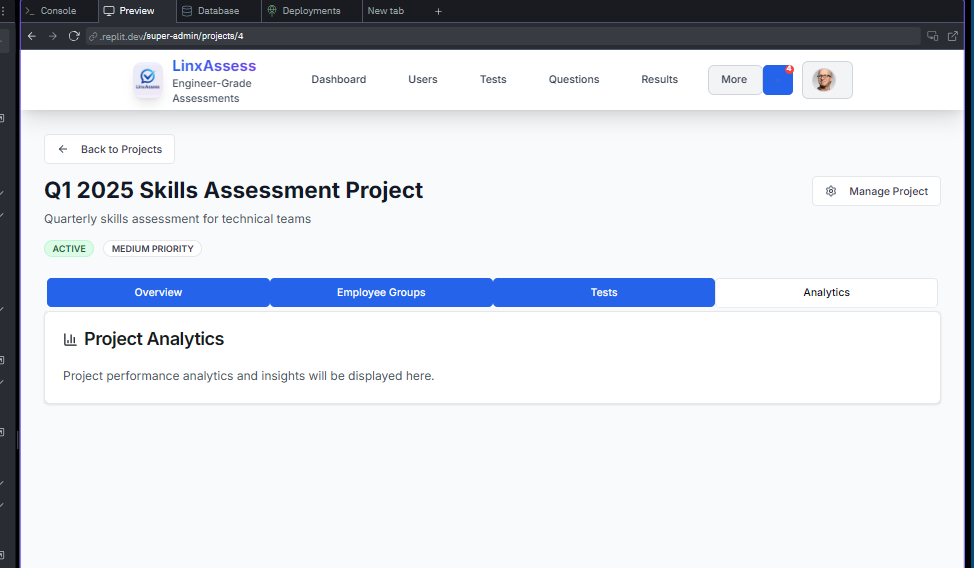 Console
Preview
Database
Deployments
New tab
.replit.dev/super-admin/projects/4
LinxAssess
LinxAssess
Engineer-Grade
Assessments
Dashboard
Users
Tests
Questions
Results
More
4
Back to Projects
Q1 2025 Skills Assessment Project
Manage Project
Quarterly skills assessment for technical teams
ACTIVE
MEDIUM PRIORITY
Overview
Employee Groups
Tests
Analytics
Project Analytics
Project performance analytics and insights will be displayed here.